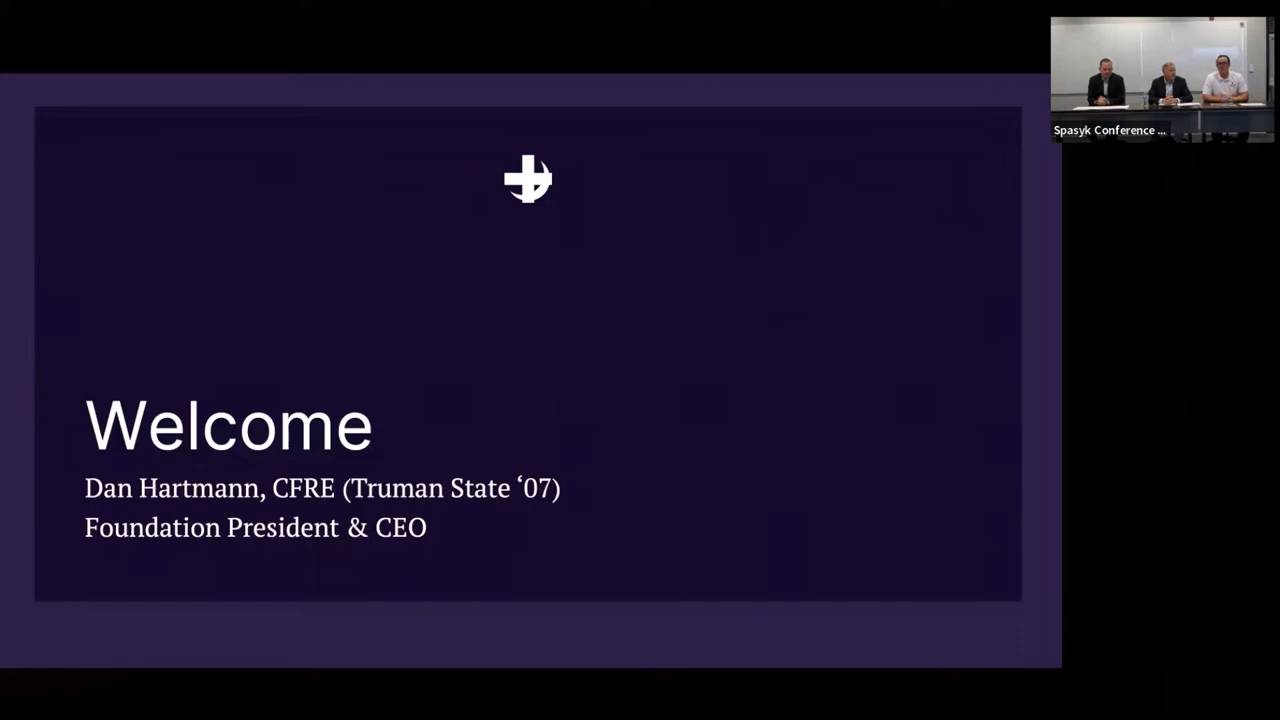 Welcome
Dan Hartmann, CFRE (Truman State ‘07)
Foundation President & CEO
Spasyk Conference ...